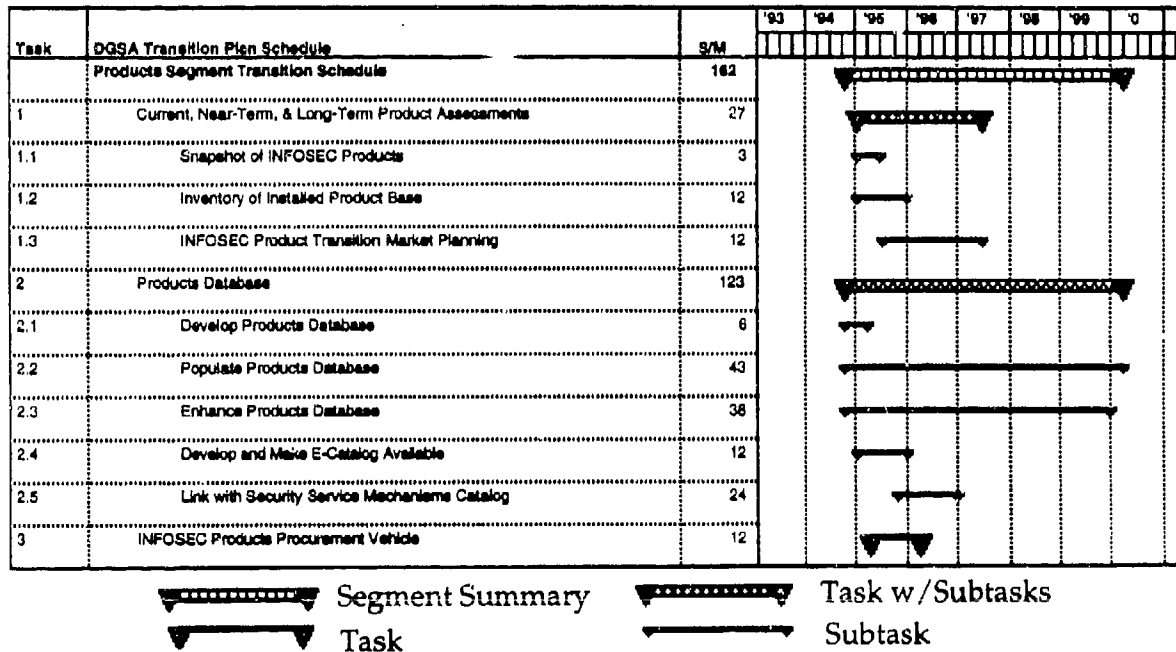 '93 '94 '95 '96 '97 '98 '99 '0
Task DGSA Transition Plan Schedule S/M
Products Segment Transition Schedule 162
1 Current, Near-Term, & Long-Term Product Assessments 27
1.1 Snapshot of INFOSEC Products 3
1.2 Inventory of Installed Product Base 12
1.3 INFOSEC Product Transition Market Planning 12
2 Products Database 123
2.1 Develop Products Database 6
2.2 Populate Products Database 43
2.3 Enhance Products Database 38
2.4 Develop and Make E-Catalog Available 12
2.5 Link with Security Service Mechanisms Catalog 24
3 INFOSEC Products Procurement Vehicle 12
Segment Summary Task w/Subtasks
Task Subtask